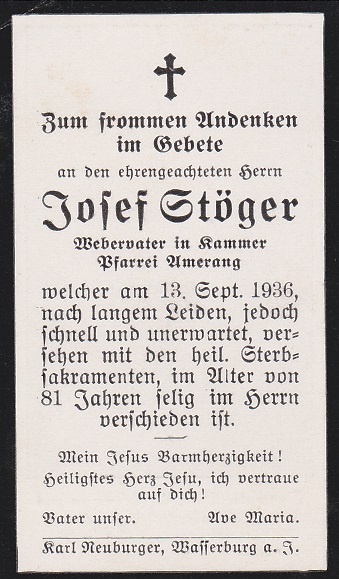 Zum frommen Andenken
im Gebete
an den ehrengeachteten Herrn
Josef Stöger
Webervater in Kammer
Pfarrei Amerang
welcher am 13. Sept. 1936,
nach langem Leiden, jedoch
schnell und unerwartet, ver-
sehen mit den heil. Sterb-
sakramenten, im Alter von
81 Jahren selig im Herrn
verschieden ist.
Mein Jesus Barmherzigkeit!
Heiligstes Herz Jesu, ich vertraue
auf dich!
Vater unser. Ave Maria.
Karl Neuburger, Wasserburg a. J.